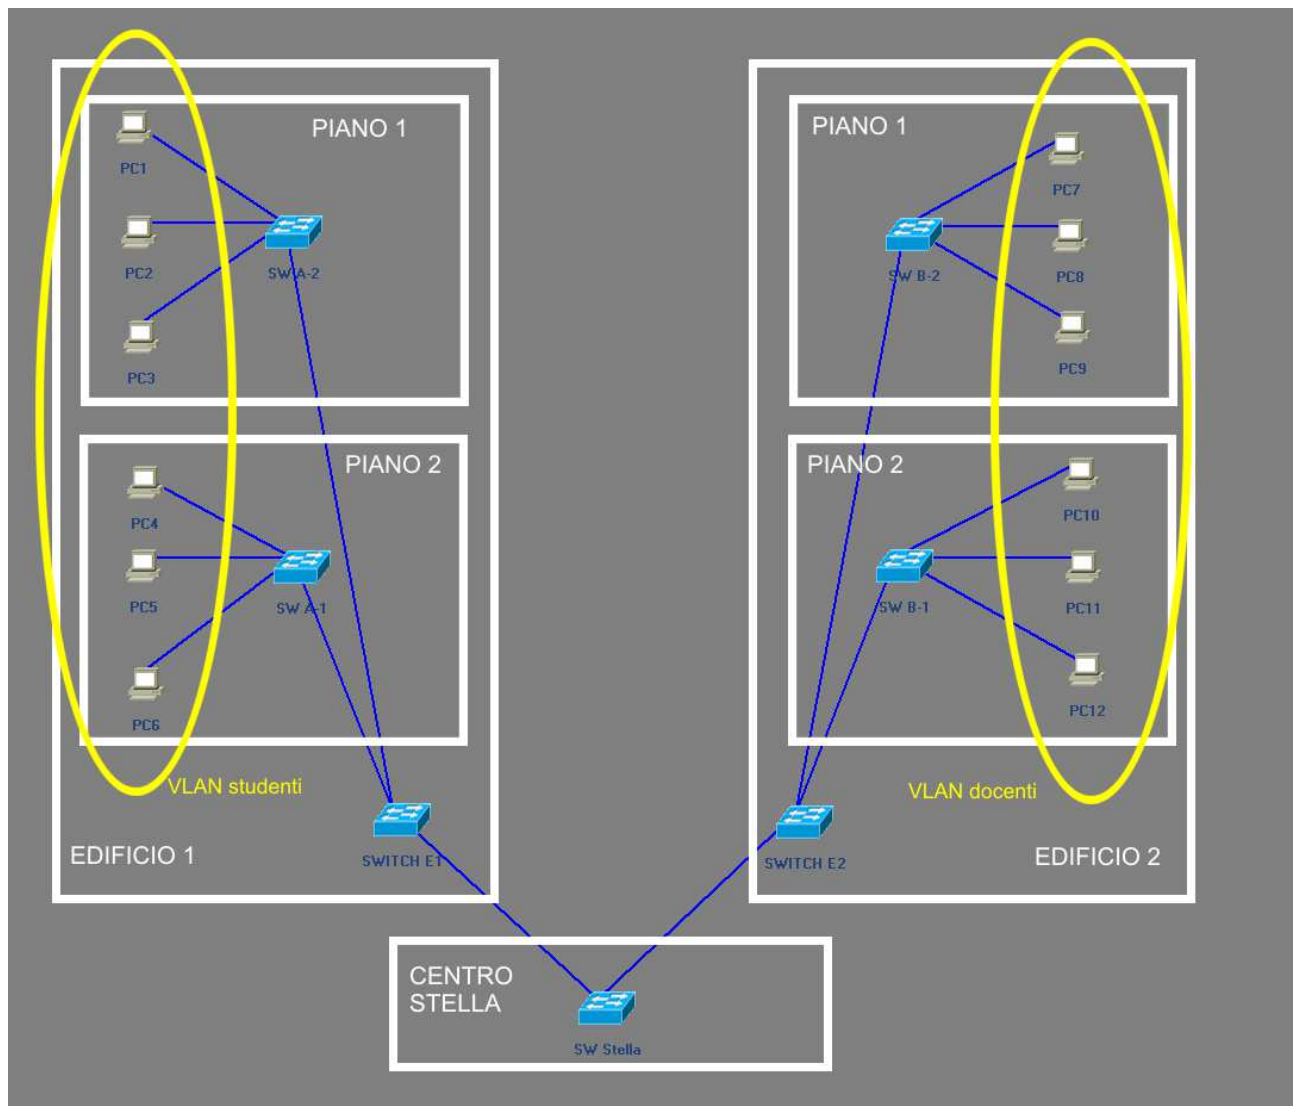 PIANO 1
PC1
PC2
SW A-2
PC3
PIANO 2
PC4
PC5
SW A-1
PC6
VLAN studenti
EDIFICIO 1
SWITCH E1
PIANO 1
PC7
SW B-2
PC8
PC9
PIANO 2
PC10
SW B-1
PC11
PC12
VLAN docenti
SWITCH E2
EDIFICIO 2
CENTRO
STELLA
SW Stella